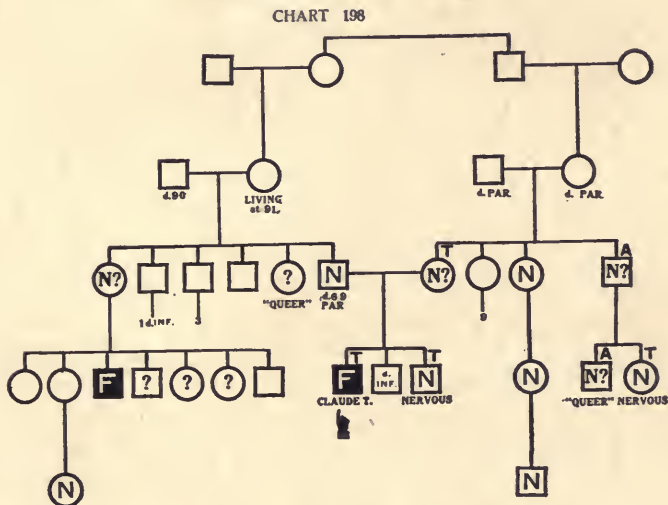 CHART 198
d.90
LIVING
at 91.
d. PAR.
d. PAR
N?
?
N
N?
T
N
N?
A
1 d.INF.
3
"QUEER"
d.69
PAR
9
F
?
?
?
F
T
d.
INF.
N
T
N
N?
A
N
T
CLAUDE T.
NERVOUS
"QUEER"
NERVOUS
N
N